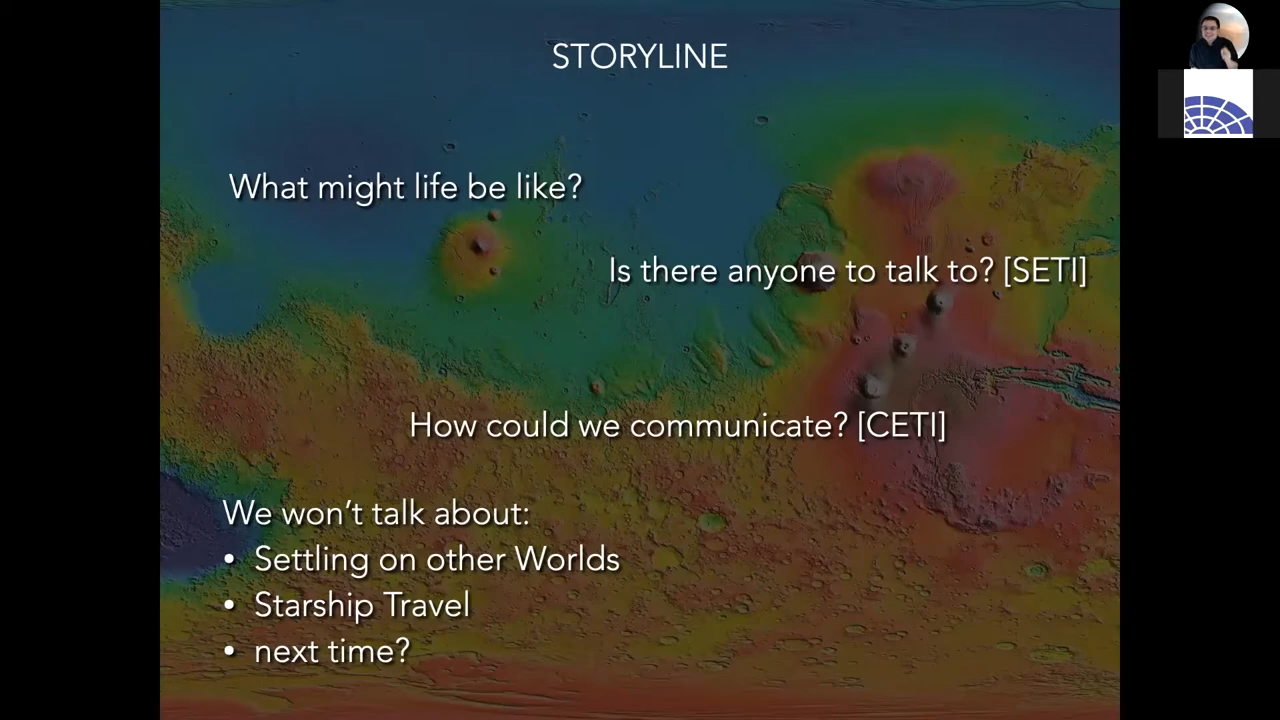 STORYLINE
What might life be like?
Is there anyone to talk to? [SETI]
How could we communicate? [CETI]
We won’t talk about:
• Settling on other Worlds
• Starship Travel
• next time?